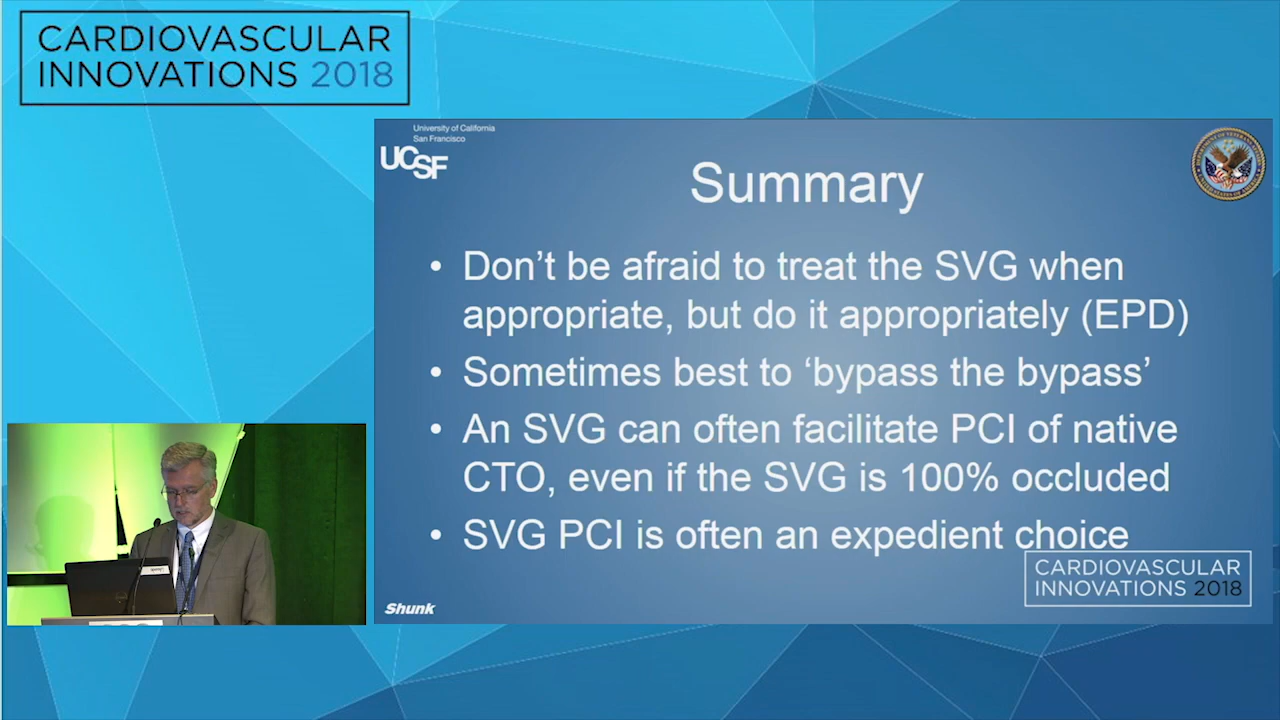 CARDIOVASCULAR
INNOVATIONS 2018
University of California
San Francisco
UCSF
Summary
• Don't be afraid to treat the SVG when
appropriate, but do it appropriately (EPD)
• Sometimes best to ‘bypass the bypass’
• An SVG can often facilitate PCI of native
CTO, even if the SVG is 100% occluded
• SVG PCI is often an expedient choice
CARDIOVASCULAR
INNOVATIONS 2018
Shunk